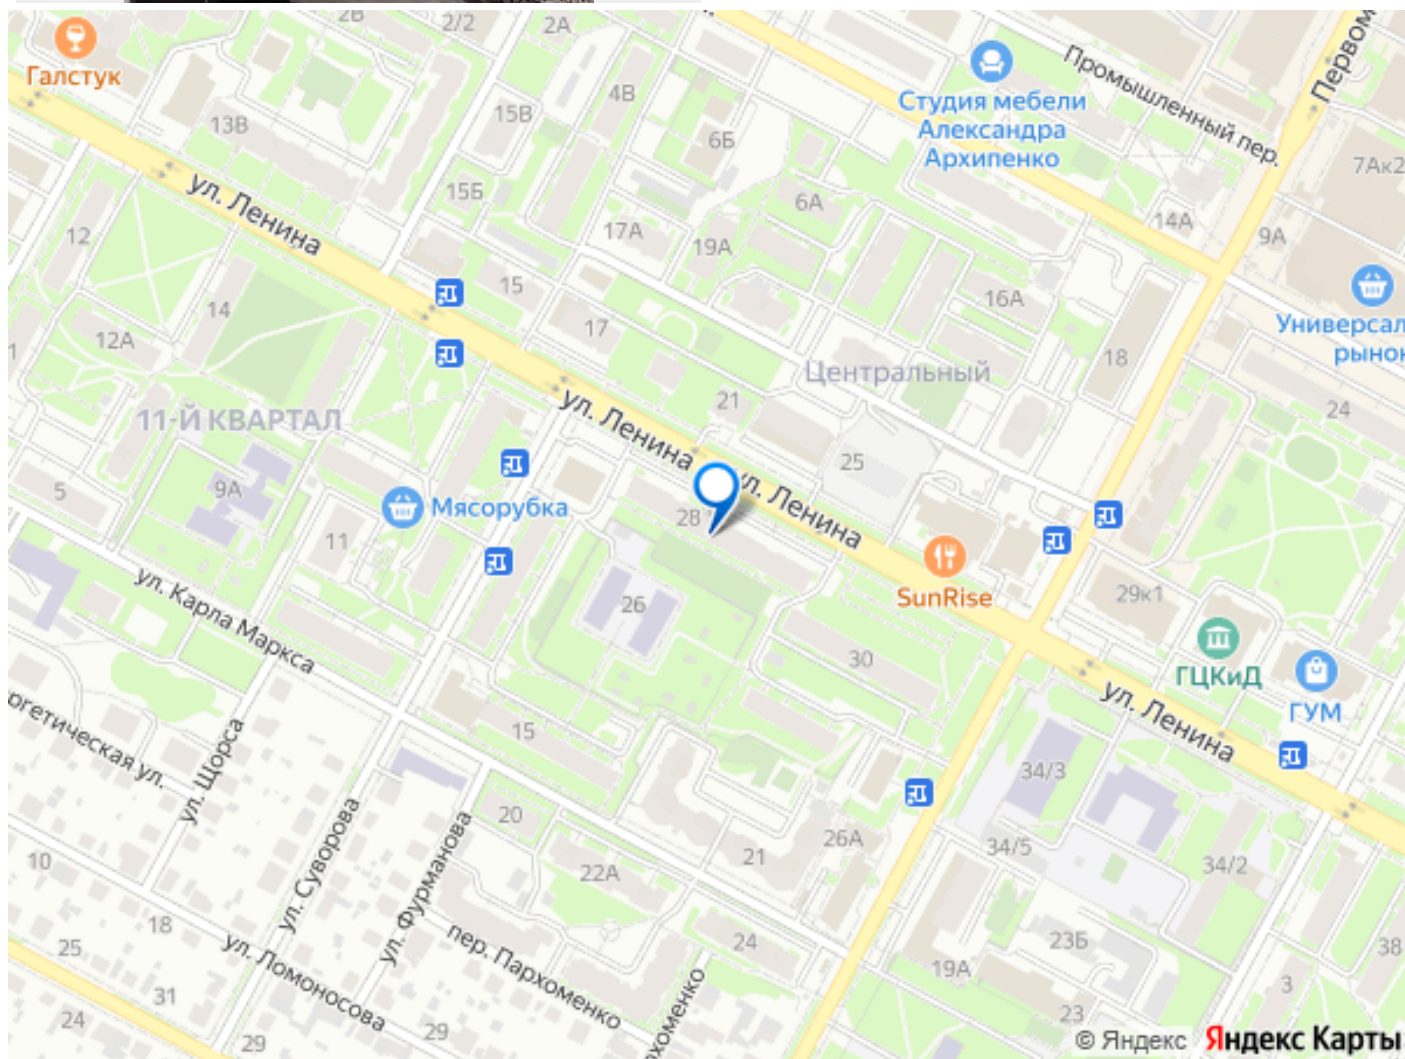 2В
2/2
2А
Галстук
13В
15В
4В
6Б
Студия мебели
Александра
Архипенко
Промышленный пер.
Первом
7Ак2
ул. Ленина
15Б
17А
19А
6А
14А
9А
12
14
15
17
16А
12А
1
Центральный
18
Универсал
рынок
11-Й КВАРТАЛ
ул. Ленина
21
24
25
5
9А
Мясорубка
28
ул. Ленина
11
SunRise
29к1
ул. Карла Маркса
26
30
ГЦКиД
ГУМ
ул. Ленина
ргетическая ул.
ул. Щорса
15
34/3
20
ул. Суворова
ул. Фурманова
22А
21
26А
34/5
34/2
10
18
25
ул. Ломоносова
пер. Пархоменко
24
23Б
38
19А
31
24
29
29
хоменко
23
3
© Яндекс Яндекс Карты